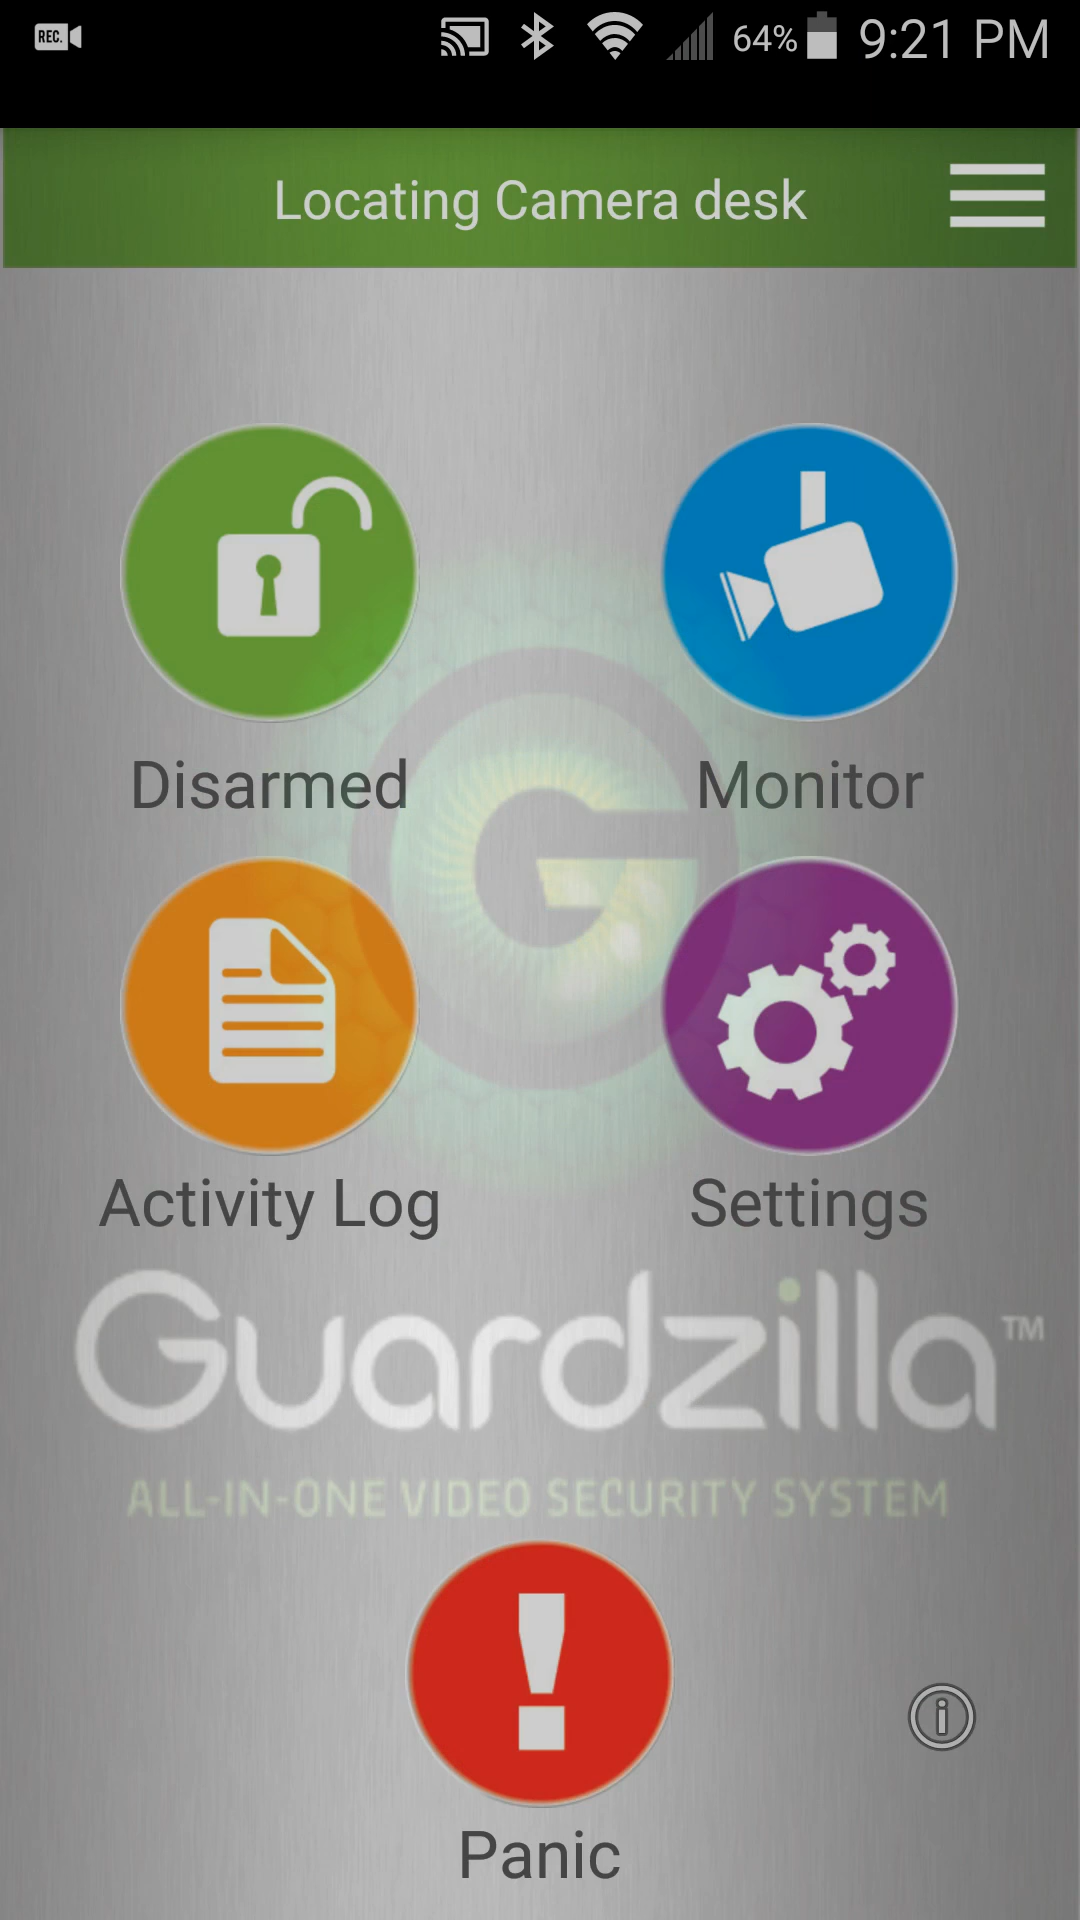 REC.
64% 9:21 PM
Locating Camera desk
Disarmed Monitor
Activity Log Settings
Guardzilla™
ALL-IN-ONE VIDEO SECURITY SYSTEM
Panic